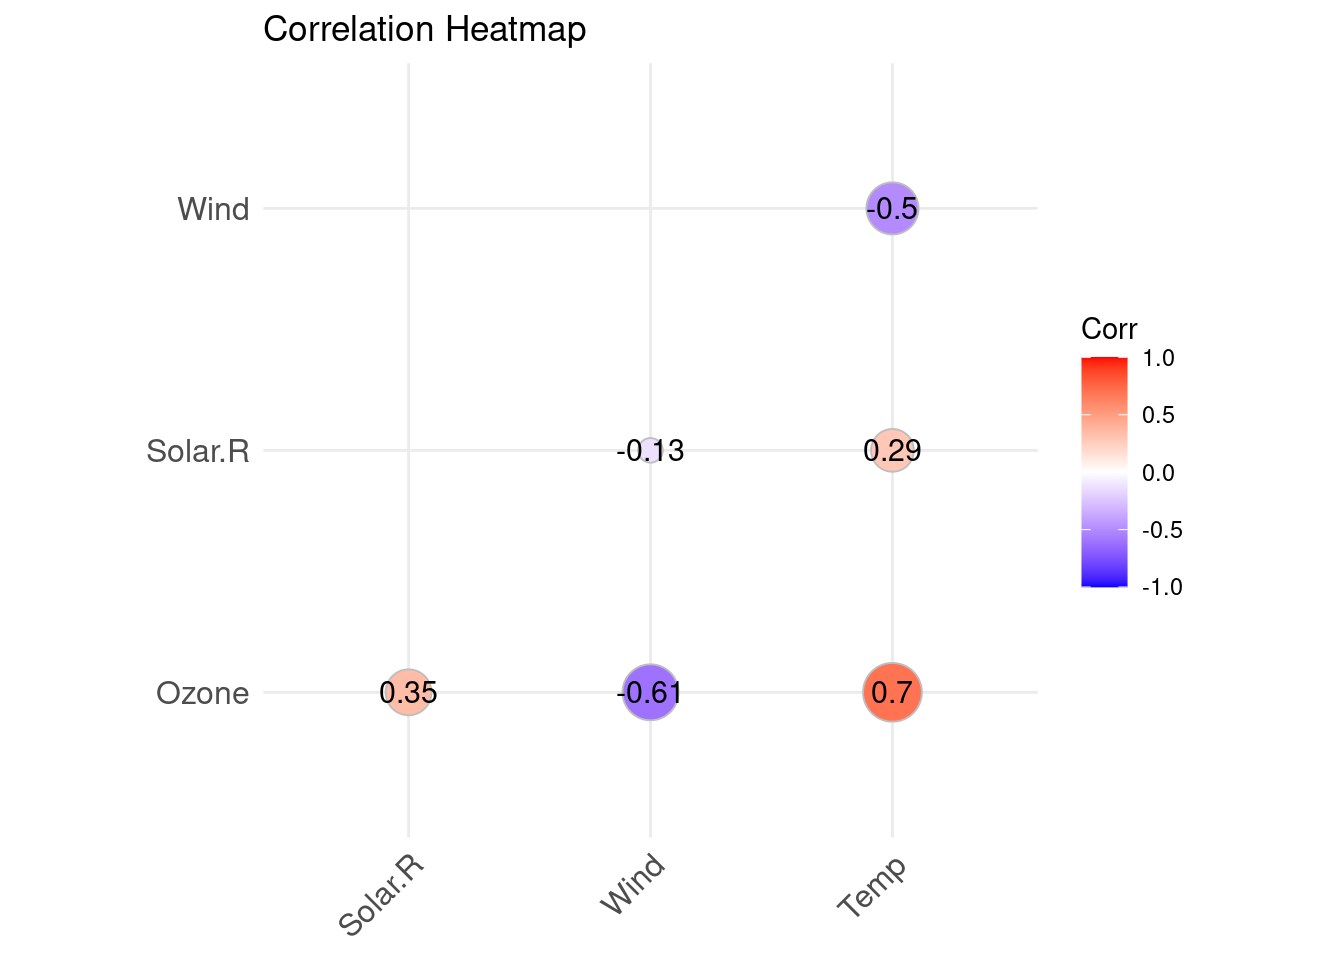 Correlation Heatmap
Wind
-0.5
Corr
1.0
0.5
0.0
-0.5
-1.0
Solar.R
-0.13
0.29
Ozone
0.35
-0.61
0.7
Solar.R
Wind
Temp